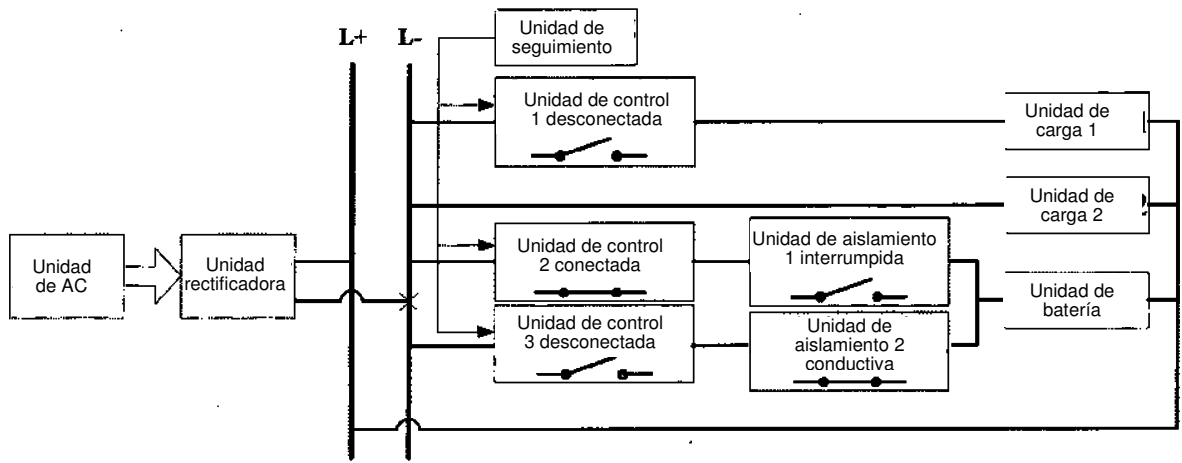 L+
L-
Unidad de
seguimiento
Unidad de control
1 desconectada
Unidad de
carga 1
Unidad de
carga 2
Unidad
de AC
Unidad
rectificadora
Unidad de control
2 conectada
Unidad de aislamiento
1 interrumpida
Unidad de
batería
Unidad de control
3 desconectada
Unidad de
aislamiento 2
conductiva